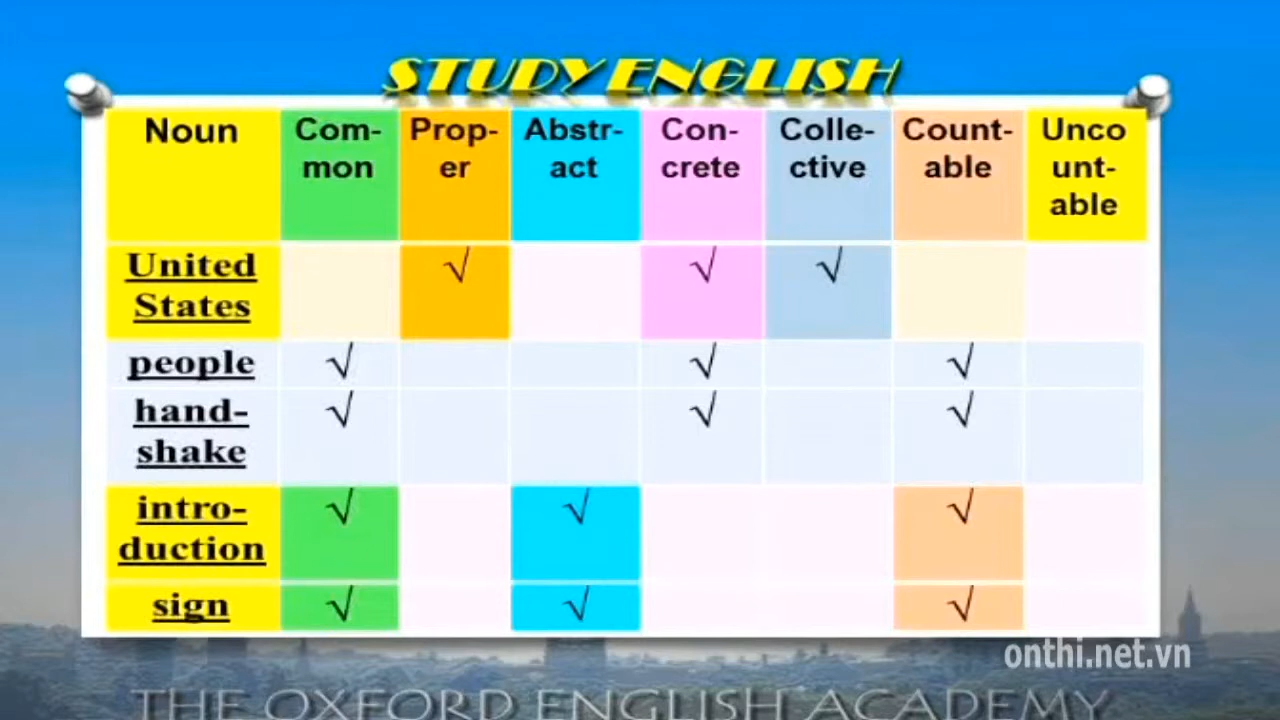 STUDY ENGLISH
Noun Com-mon Prop-er Abstr-act Con-crete Colle-ctive Count-able Unco unt-able
United States √ √ √
people √ √ √
hand-shake √ √ √
intro-duction √ √ √
sign √ √ √
onthi.net.vn
THE OXFORD ENGLISH ACADEMY